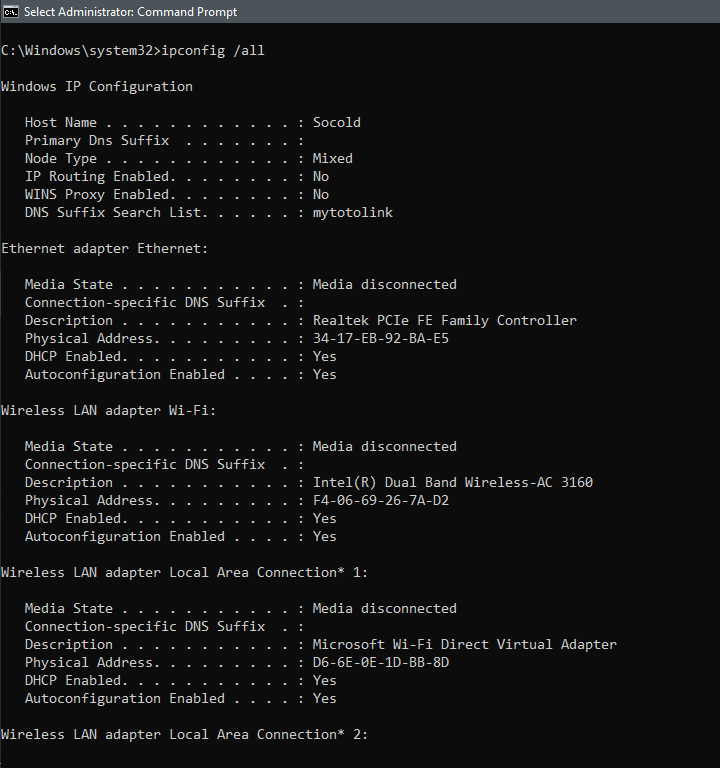 Select Administrator: Command Prompt
C:\Windows\system32>ipconfig /all
Windows IP Configuration
Host Name . . . . . . . . . . . . : Socold
Primary Dns Suffix  . . . . . . . :
Node Type . . . . . . . . . . . . : Mixed
IP Routing Enabled. . . . . . . . : No
WINS Proxy Enabled. . . . . . . . : No
DNS Suffix Search List. . . . . . : mytotolink
Ethernet adapter Ethernet:
Media State . . . . . . . . . . . : Media disconnected
Connection-specific DNS Suffix  . :
Description . . . . . . . . . . . : Realtek PCIe FE Family Controller
Physical Address. . . . . . . . . : 34-17-EB-92-BA-E5
DHCP Enabled. . . . . . . . . . . : Yes
Autoconfiguration Enabled . . . . : Yes
Wireless LAN adapter Wi-Fi:
Media State . . . . . . . . . . . : Media disconnected
Connection-specific DNS Suffix  . :
Description . . . . . . . . . . . : Intel(R) Dual Band Wireless-AC 3160
Physical Address. . . . . . . . . : F4-06-69-26-7A-D2
DHCP Enabled. . . . . . . . . . . : Yes
Autoconfiguration Enabled . . . . : Yes
Wireless LAN adapter Local Area Connection* 1:
Media State . . . . . . . . . . . : Media disconnected
Connection-specific DNS Suffix  . :
Description . . . . . . . . . . . : Microsoft Wi-Fi Direct Virtual Adapter
Physical Address. . . . . . . . . : D6-6E-0E-1D-BB-8D
DHCP Enabled. . . . . . . . . . . : Yes
Autoconfiguration Enabled . . . . : Yes
Wireless LAN adapter Local Area Connection* 2: